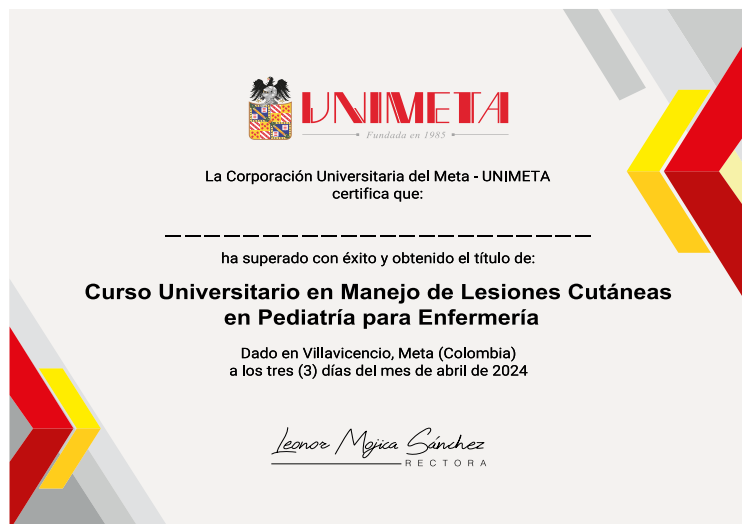 UNIMETA
Fundada en 1985
La Corporación Universitaria del Meta - UNIMETA
certifica que:
ha superado con éxito y obtenido el título de:
Curso Universitario en Manejo de Lesiones Cutáneas
en Pediatría para Enfermería
Dado en Villavicencio, Meta (Colombia)
a los tres (3) días del mes de abril de 2024
Leonor Mojica Sánchez
RECTORA